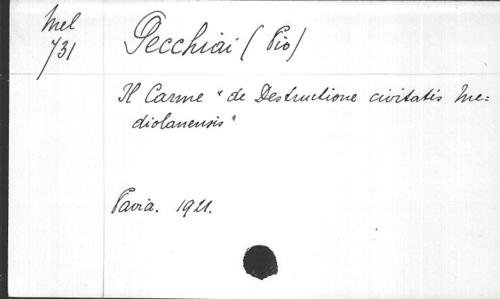 Mel
731
Pecchiai (Pio)
Il Carme "de Destructione civitatis Me=
diolanensis"
Pavia. 1921.